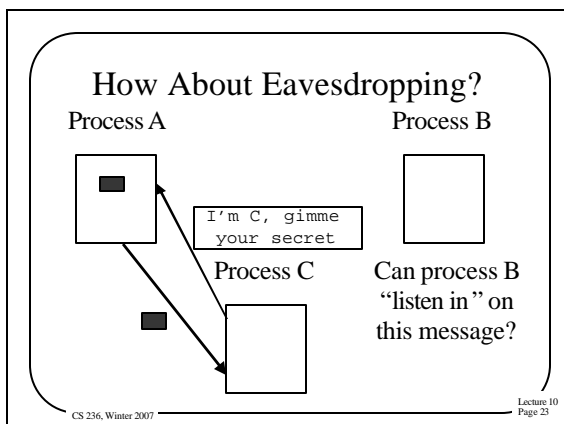 How About Eavesdropping?
Process A
Process B
I'm C, gimme
your secret
Process C
Can process B
“listen in” on
this message?
CS 236, Winter 2007
Lecture 10
Page 23